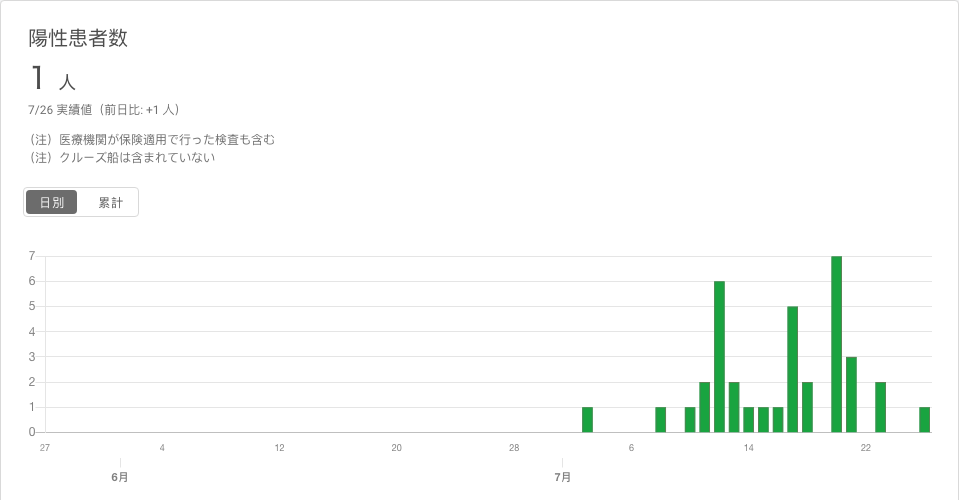 陽性患者数
1 人
7/26 実績値（前日比: +1 人）
（注）医療機関が保険適用で行った検査も含む
（注）クルーズ船は含まれていない
日別 累計
7
6
5
4
3
2
1
0
27 4 12 20 28 6 14 22
6月 7月